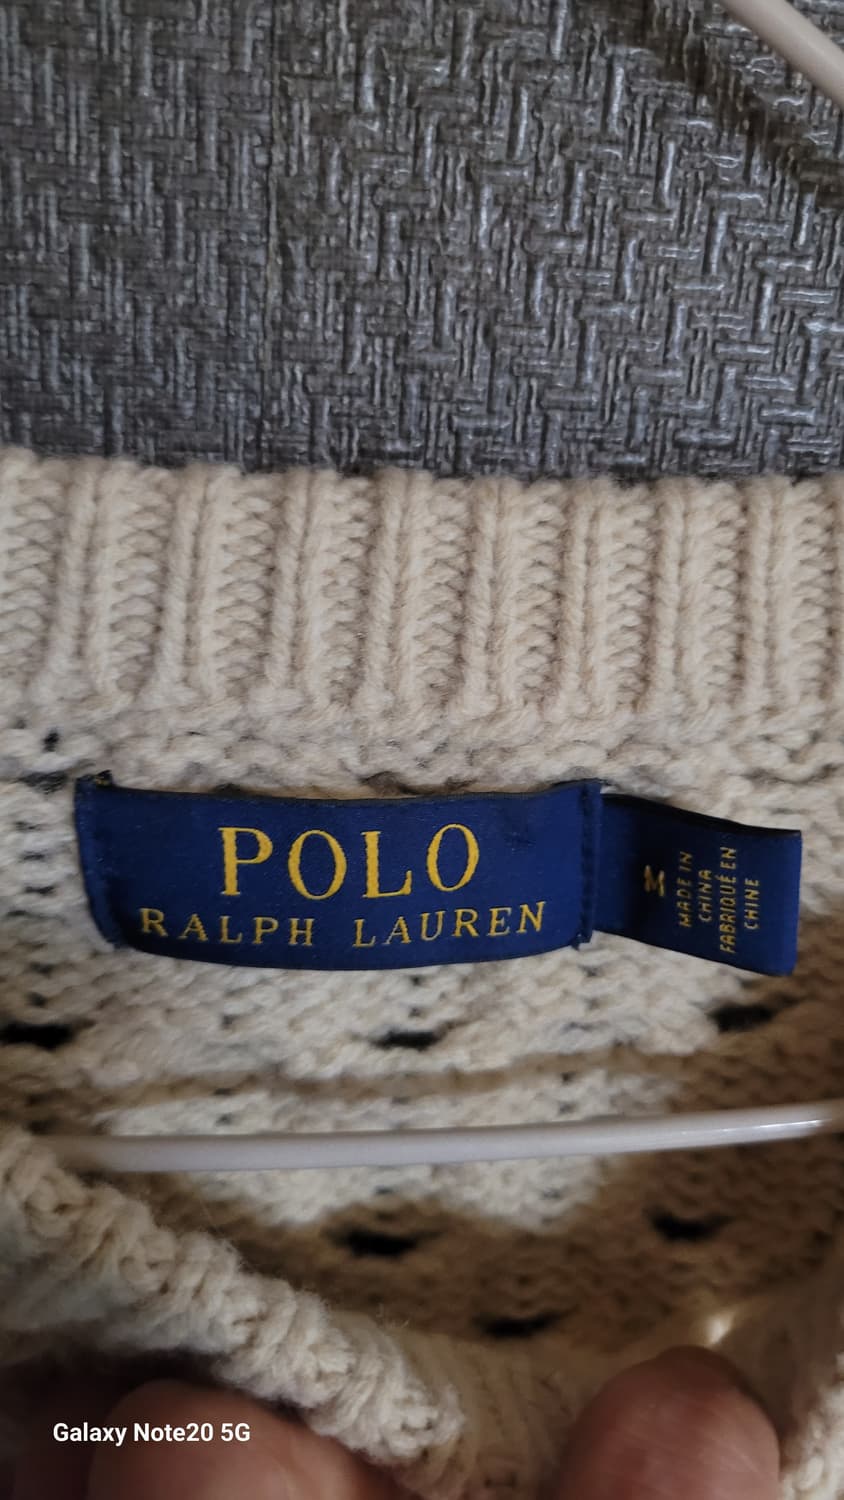 POLO
RALPH LAUREN
M
MADE IN
CHINA
FABRIQUÉ EN
CHINE
Galaxy Note20 5G